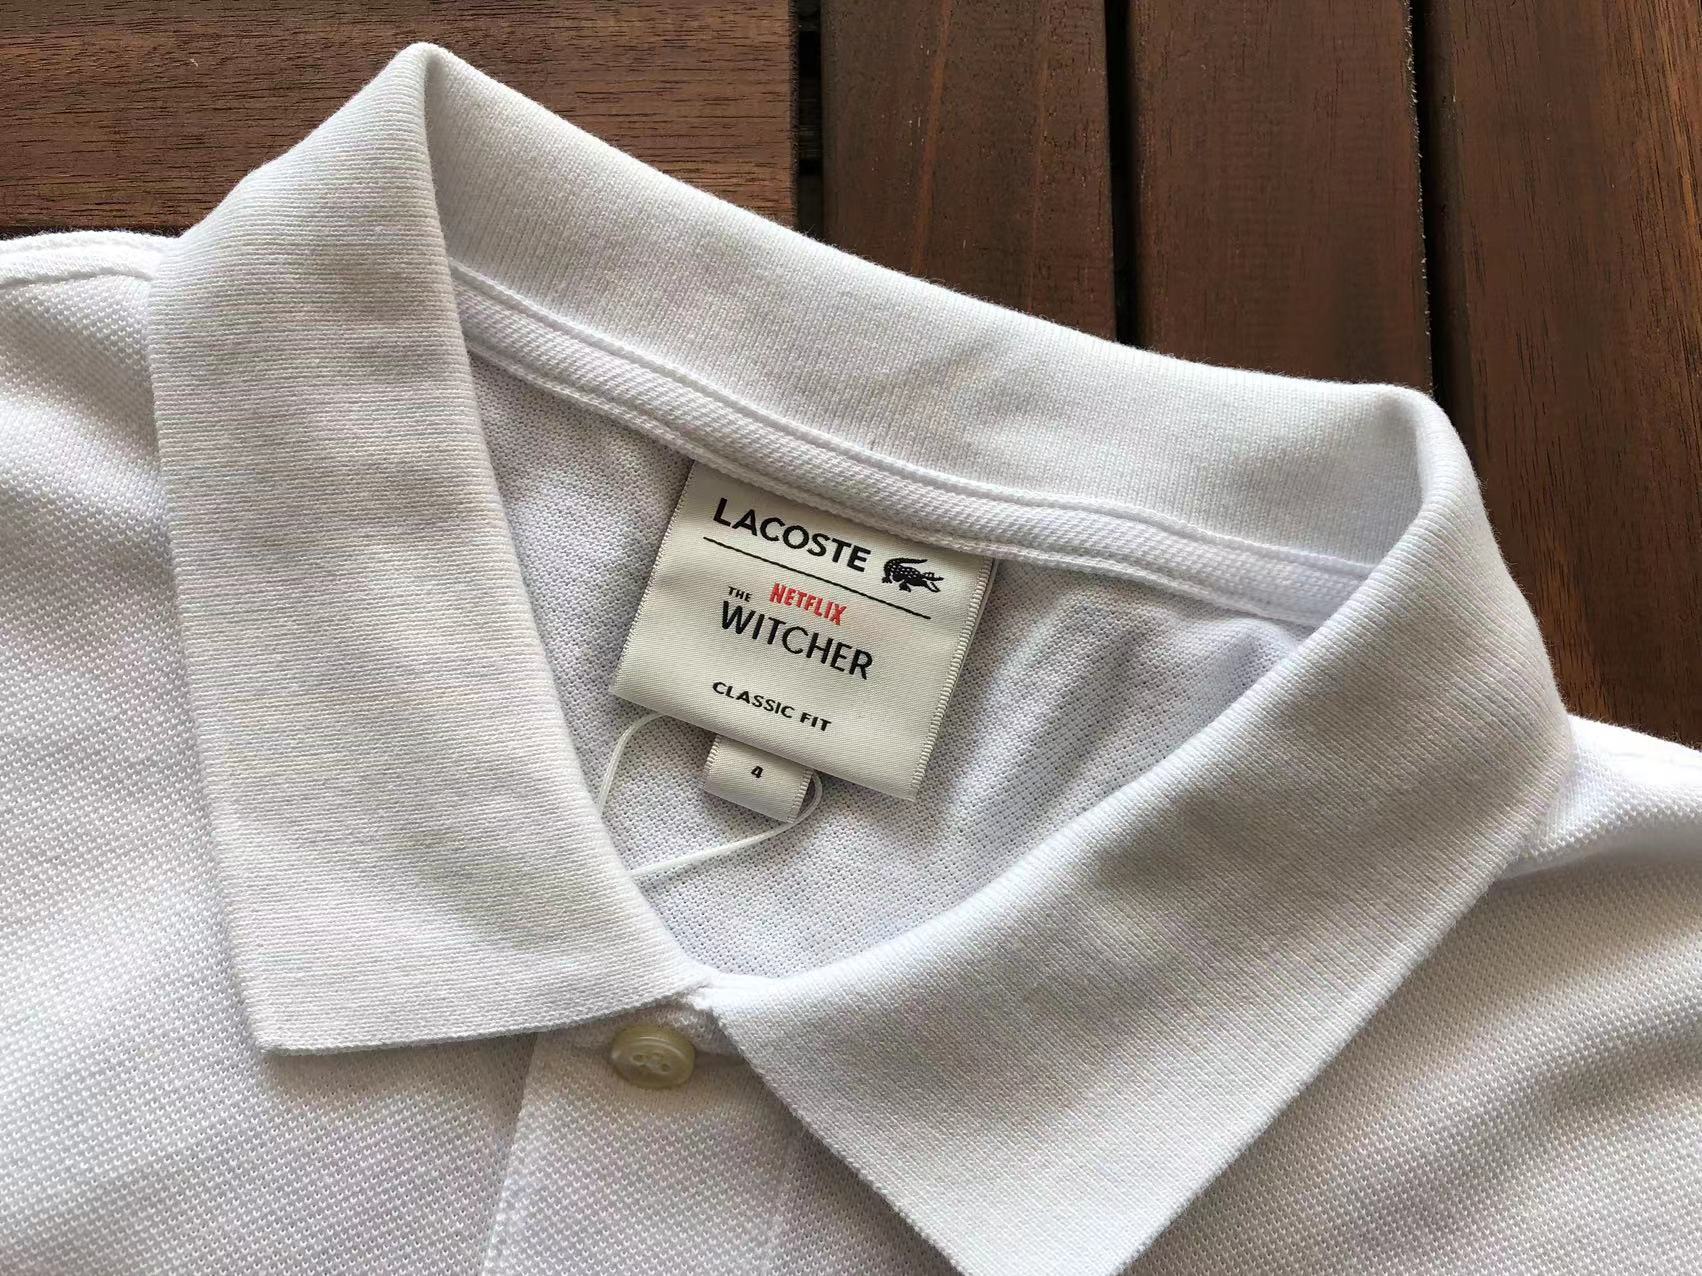 LACOSTE
THE NETFLIX
WITCHER
CLASSIC FIT
4